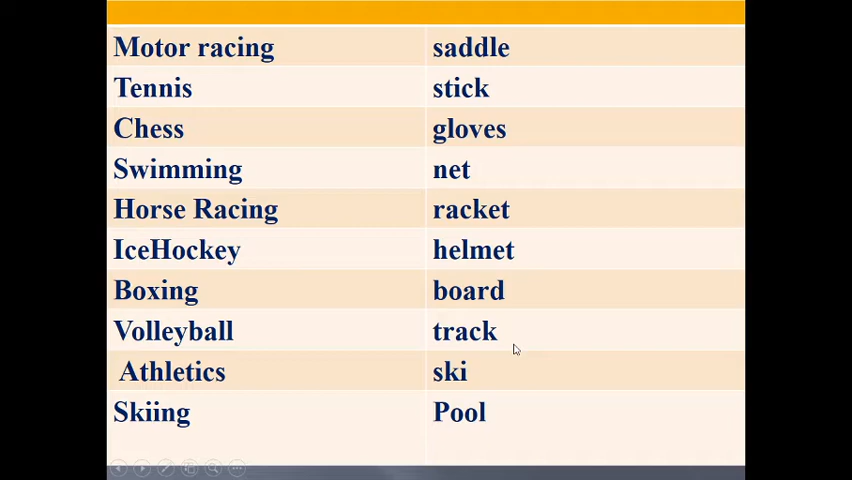 Motor racing saddle
Tennis stick
Chess gloves
Swimming net
Horse Racing racket
IceHockey helmet
Boxing board
Volleyball track
Athletics ski
Skiing Pool